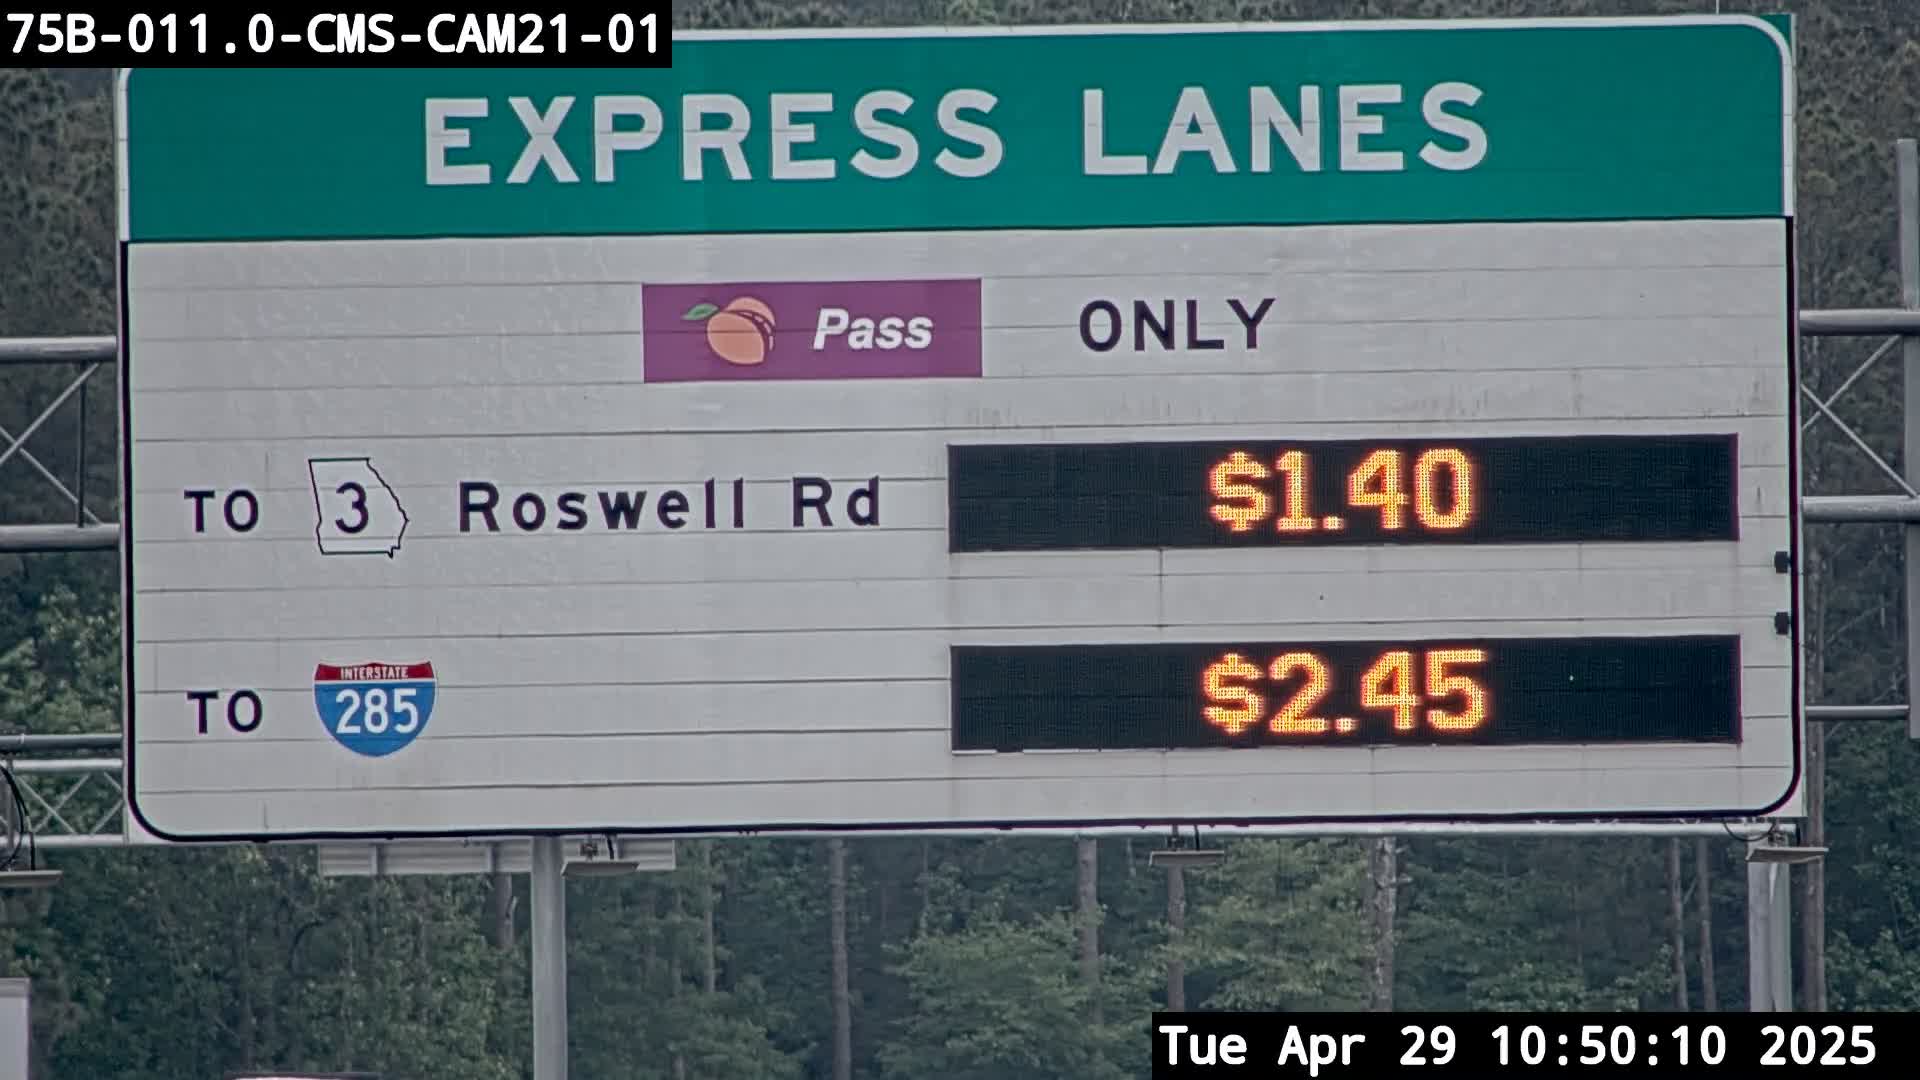 75B-011.0-CMS-CAM21-01
EXPRESS LANES
Pass ONLY
TO 3 Roswell Rd $1.40
INTERSTATE
TO 285 $2.45
Tue Apr 29 10:50:10 2025